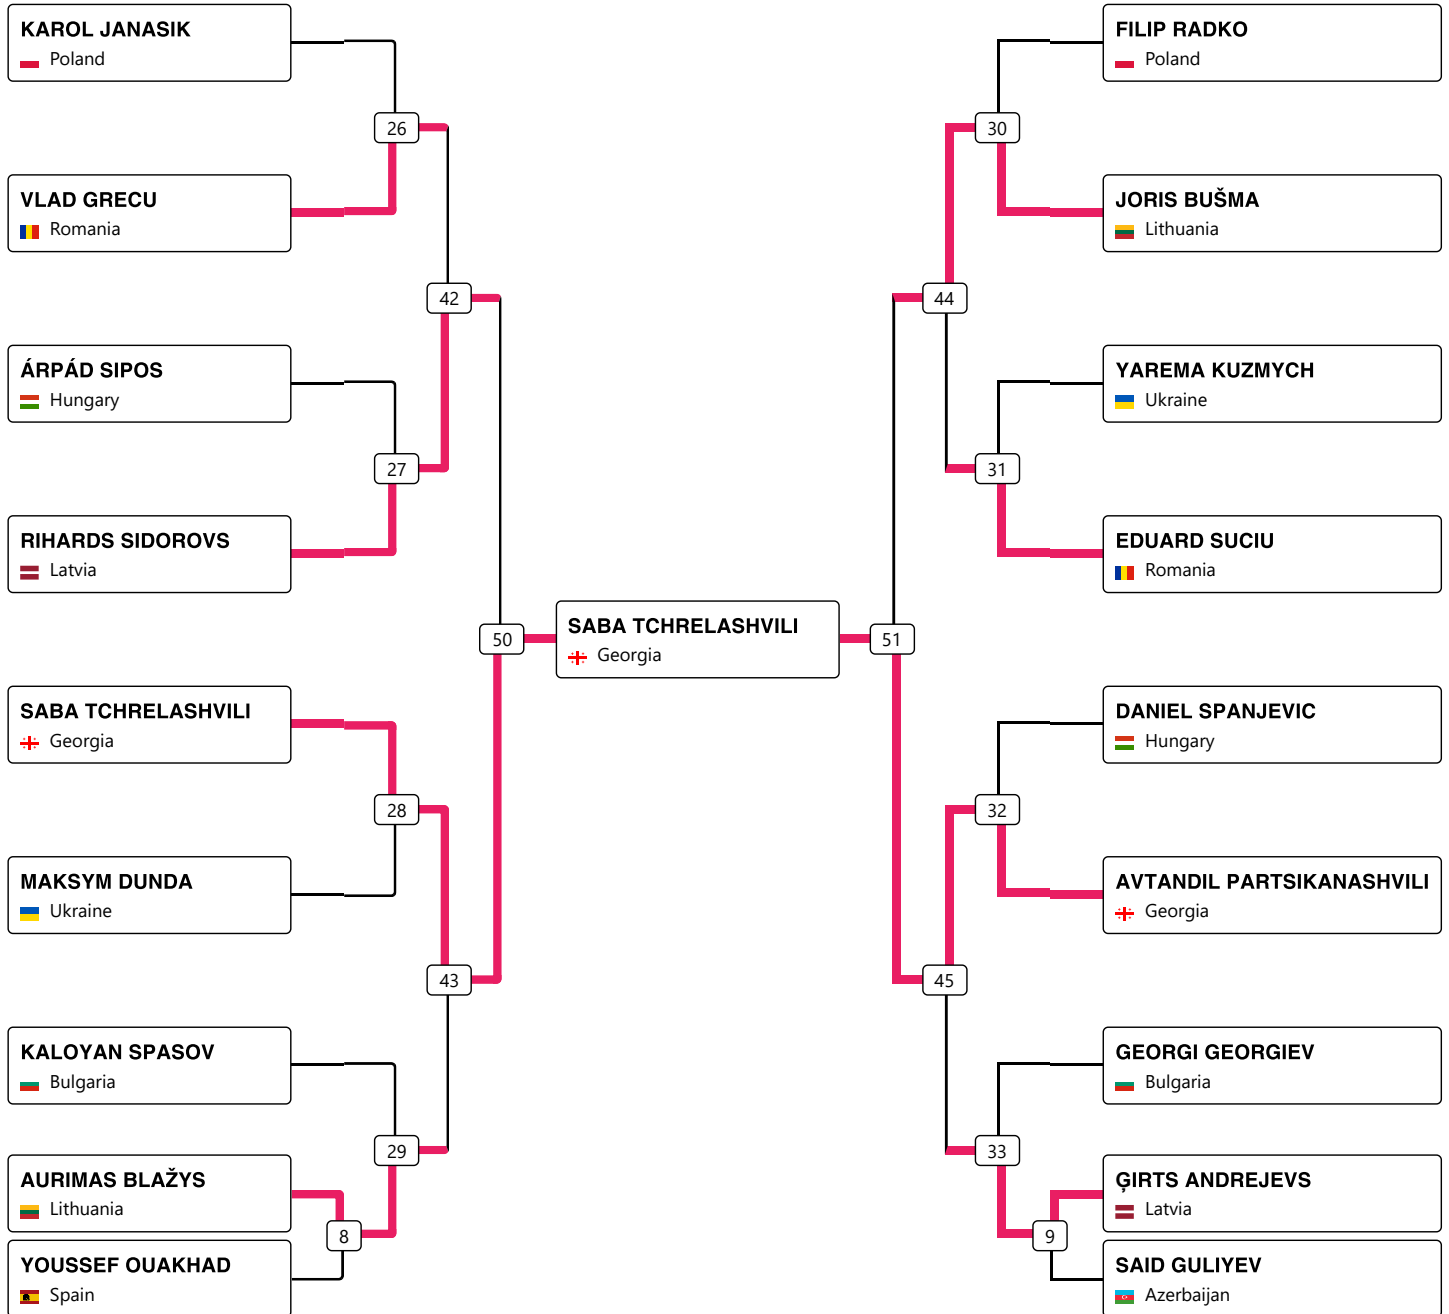 KAROL JANASIK
Poland
26
VLAD GRECU
Romania
42
ÁRPÁD SIPOS
Hungary
27
RIHARDS SIDOROVS
Latvia
50
SABA TCHRELASHVILI
Georgia
28
MAKSYM DUNDA
Ukraine
43
KALOYAN SPASOV
Bulgaria
29
AURIMAS BLAŽYS
Lithuania
8
YOUSSEF OUAKHAD
Spain
SABA TCHRELASHVILI
Georgia
51
FILIP RADKO
Poland
30
JORIS BUŠMA
Lithuania
44
YAREMA KUZMYCH
Ukraine
31
EDUARD SUCIU
Romania
DANIEL SPANJEVIC
Hungary
32
AVTANDIL PARTSIKANASHVILI
Georgia
45
GEORGI GEORGIEV
Bulgaria
33
ĢIRTS ANDREJEVS
Latvia
9
SAID GULIYEV
Azerbaijan